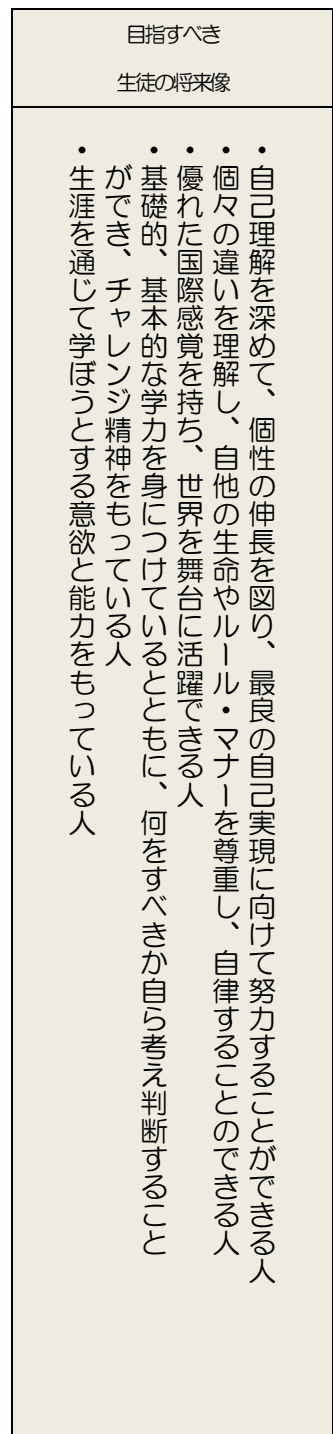 目指すべき
生徒の将来像
・自己理解を深めて、個性の伸長を図り、最良の自己実現に向けて努力することができる人
・個々の違いを理解し、自他の生命やルール・マナーを尊重し、自律することのできる人
・優れた国際感覚を持ち、世界を舞台に活躍できる人
・基礎的、基本的な学力を身につけているとともに、何をすべきか自ら考え判断すること
ができ、チャレンジ精神をもっている人
・生涯を通じて学ぼうとする意欲と能力をもっている人